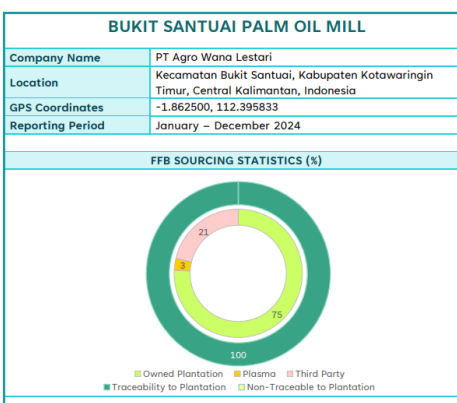 BUKIT SANTUAI PALM OIL MILL
Company Name PT Agro Wana Lestari
Location Kecamatan Bukit Santuai, Kabupaten Kotawaringin
Timur, Central Kalimantan, Indonesia
GPS Coordinates -1.862500, 112.395833
Reporting Period January – December 2024
FFB SOURCING STATISTICS (%)
21
3
75
100
Owned Plantation Plasma Third Party
Traceability to Plantation Non-Traceable to Plantation